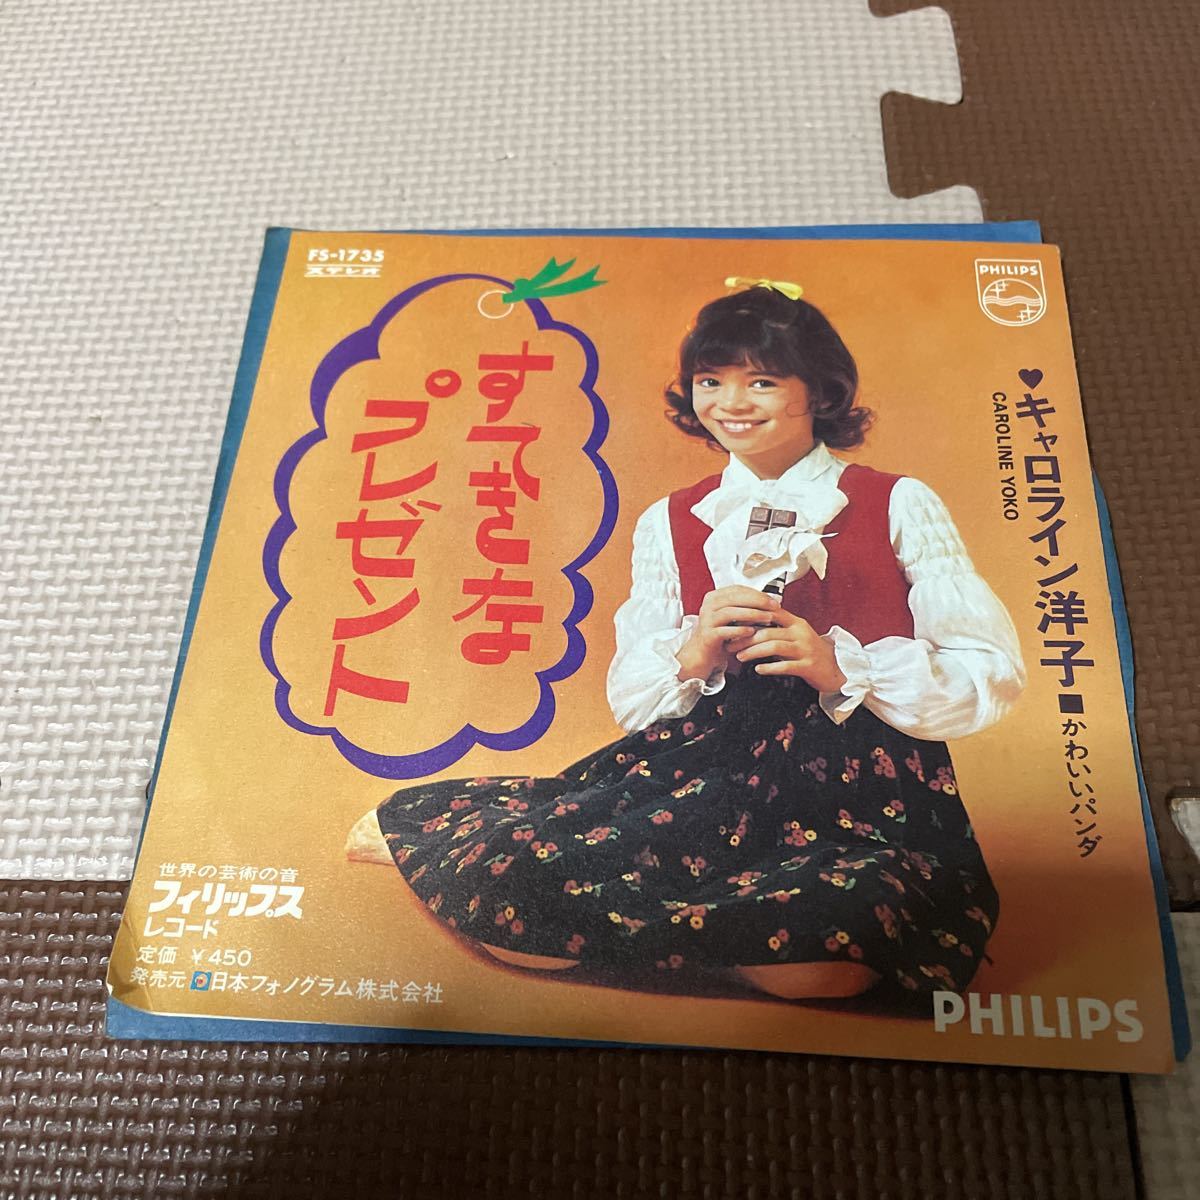 FS-1735
ステレオ
PHILIPS
すてきな
プレゼント
♥キャロライン洋子■かわいいパンダ
CAROLINE YOKO
世界の芸術の音
フィリップス
レコード
定価 ¥450
発売元 日本フォノグラム株式会社
PHILIPS